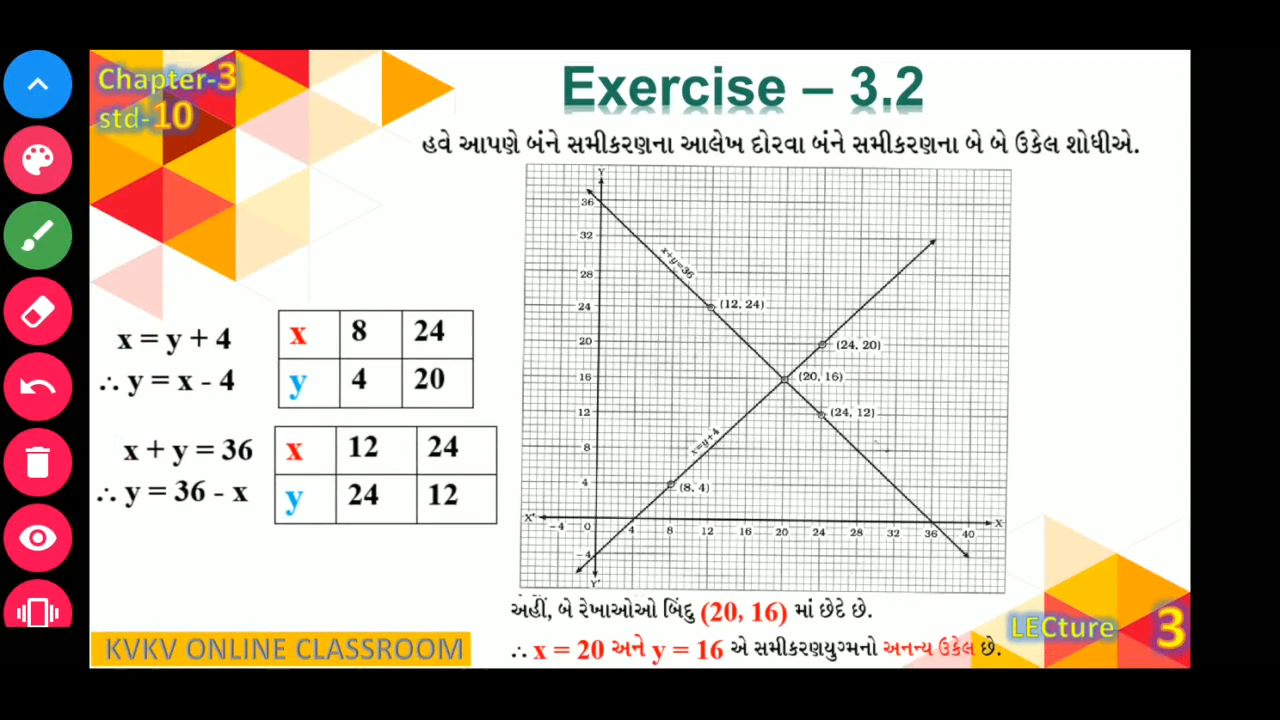 Chapter-3
std-10
Exercise – 3.2
હવે આપણે બંને સમીકરણના આલેખ દોરવા બંને સમીકરણના બે બે ઉકેલ શોધીએ.
x = y + 4
∴ y = x - 4
x 8 24
y 4 20
x + y = 36
∴ y = 36 - x
x 12 24
y 24 12
Y
36
32
28
24
20
16
12
8
4
X' -4 0 4 8 12 16 20 24 28 32 36 40 X
-4
Y'
x+y=36
(12, 24)
(24, 20)
(20, 16)
(24, 12)
x=y+4
(8, 4)
અહીં, બે રેખાઓઓ બિંદુ (20, 16) માં છેદે છે.
∴ x = 20 અને y = 16 એ સમીકરણયુગ્મનો અનન્ય ઉકેલ છે.
KVKV ONLINE CLASSROOM
LECture 3